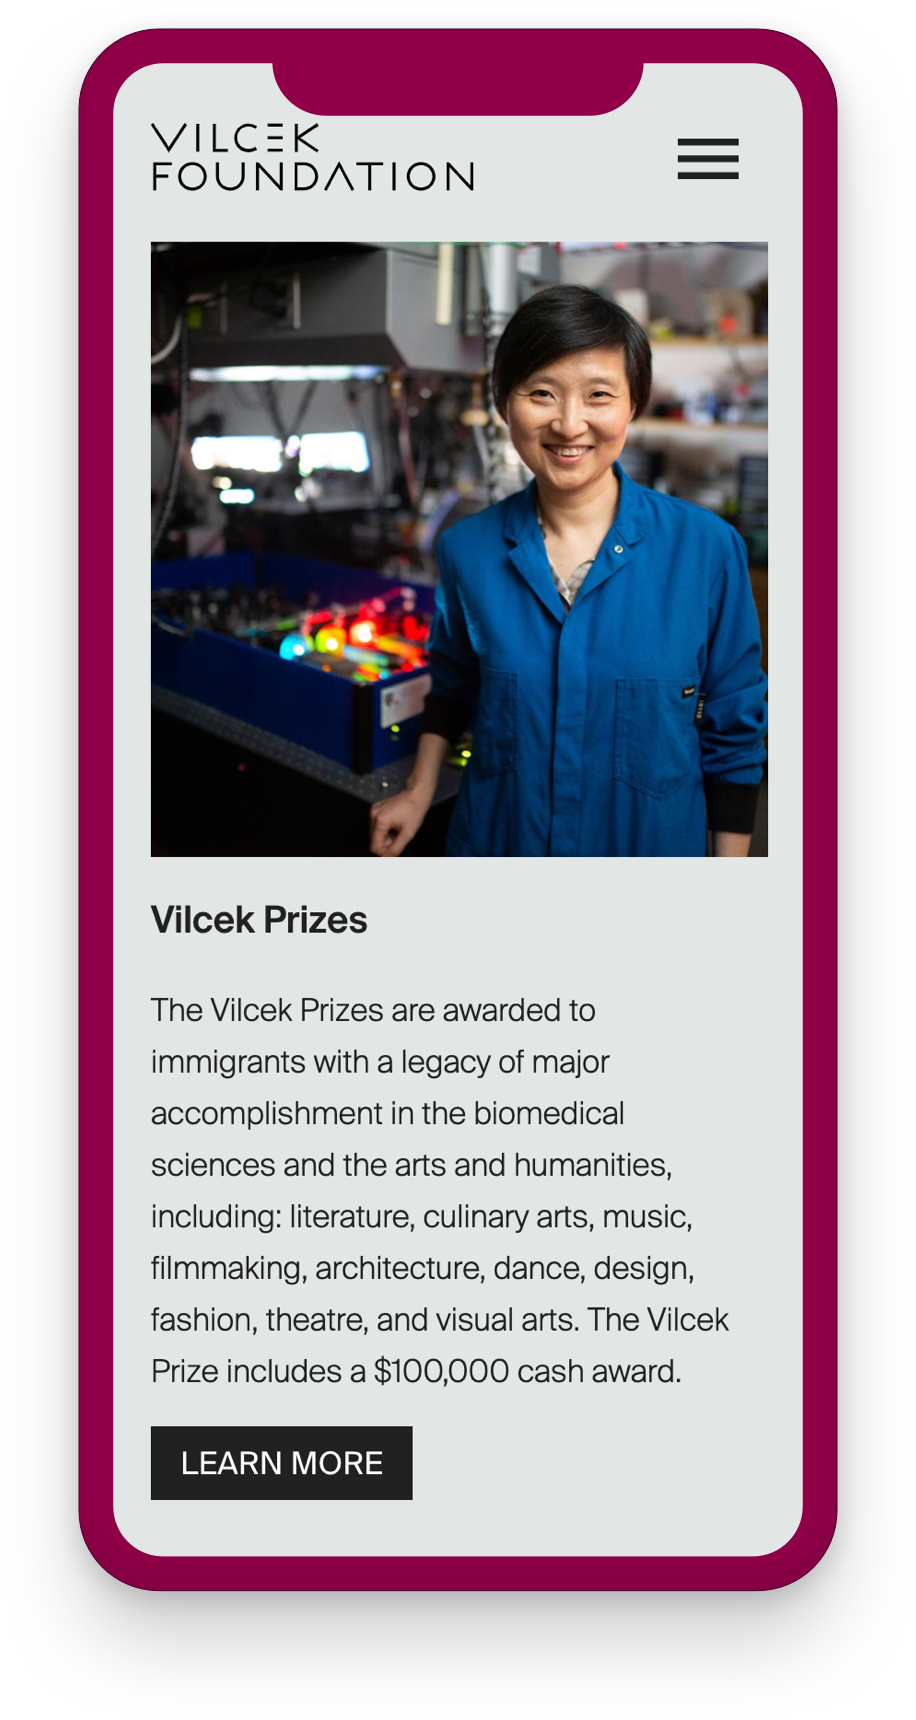 VILCEK
FOUNDATION
Vilcek Prizes
The Vilcek Prizes are awarded to
immigrants with a legacy of major
accomplishment in the biomedical
sciences and the arts and humanities,
including: literature, culinary arts, music,
filmmaking, architecture, dance, design,
fashion, theatre, and visual arts. The Vilcek
Prize includes a $100,000 cash award.
LEARN MORE